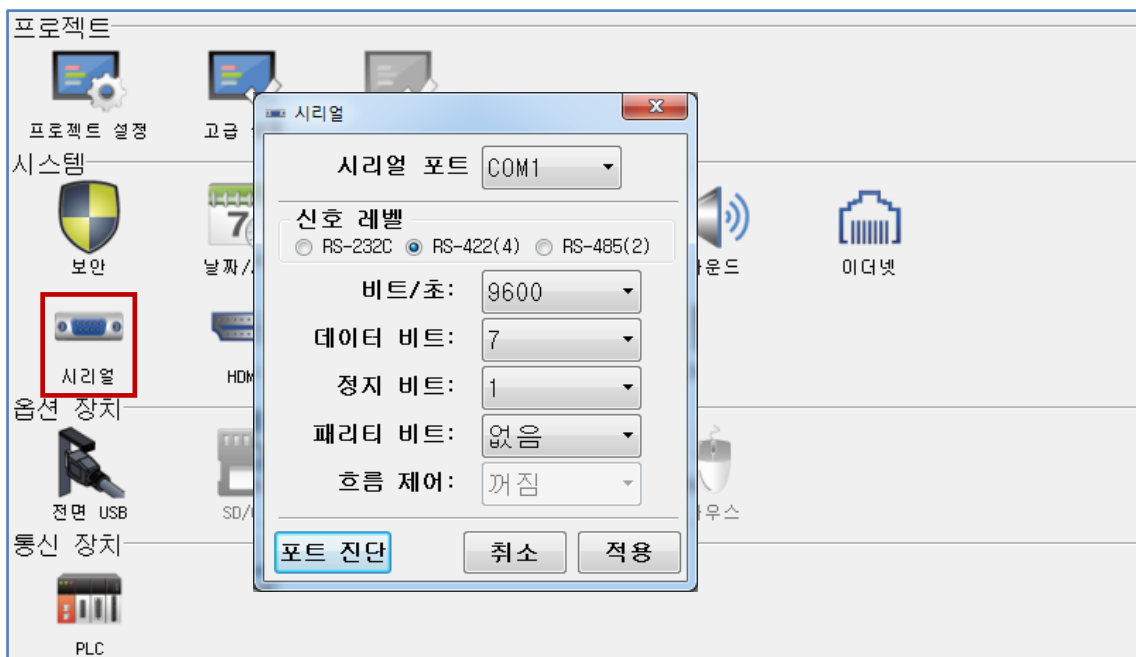 프로젝트
프로젝트 설정
고급
시스템
보안
날짜/
사운드
이더넷
시리얼
HDM
옵션 장치
전면 USB
SD/
통신 장치
PLC
시리얼
시리얼 포트 COM1
신호 레벨
RS-232C RS-422(4) RS-485(2)
비트/초: 9600
데이터 비트: 7
정지 비트: 1
패리티 비트: 없음
흐름 제어: 꺼짐
포트 진단 취소 적용